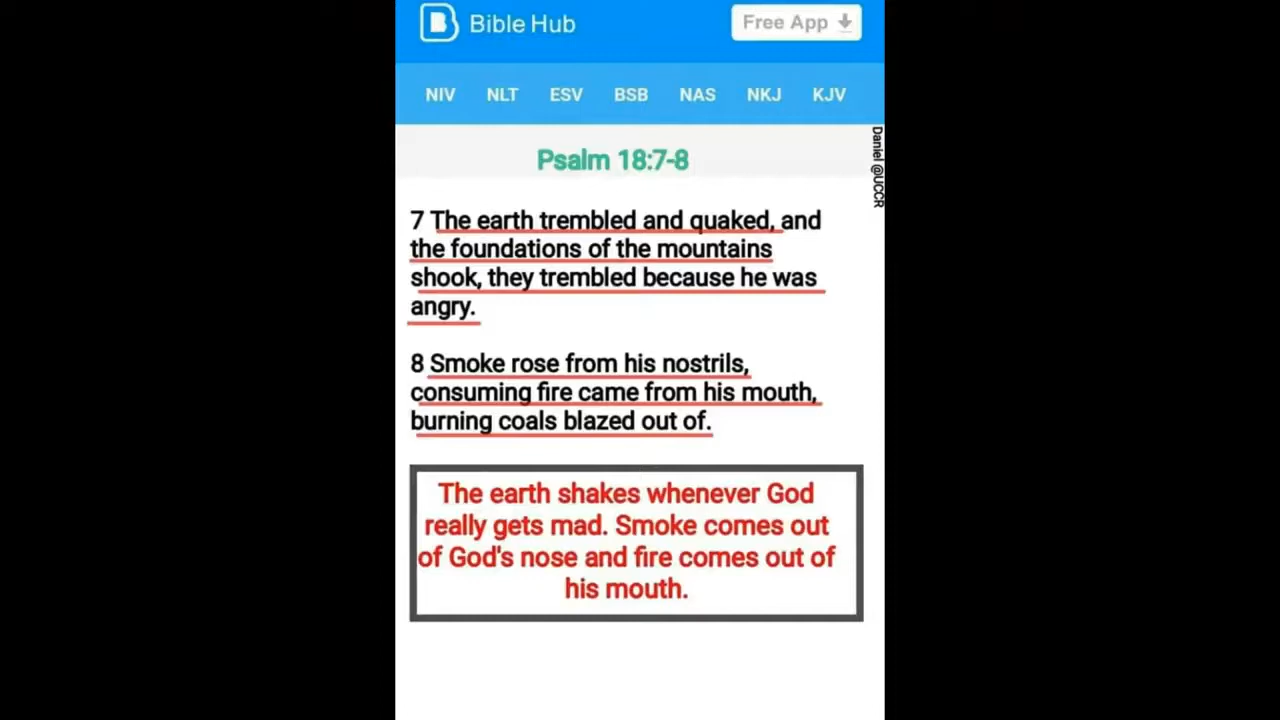 Bible Hub
Free App
NIV NLT ESV BSB NAS NKJ KJV
Daniel @UCCR
Psalm 18:7-8
7 The earth trembled and quaked, and
the foundations of the mountains
shook, they trembled because he was
angry.
8 Smoke rose from his nostrils,
consuming fire came from his mouth,
burning coals blazed out of.
The earth shakes whenever God
really gets mad. Smoke comes out
of God's nose and fire comes out of
his mouth.